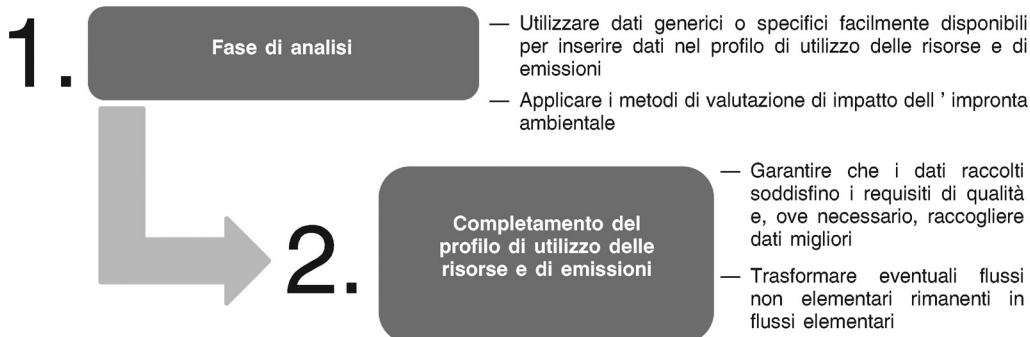 1.
Fase di analisi
— Utilizzare dati generici o specifici facilmente disponibili
per inserire dati nel profilo di utilizzo delle risorse e di
emissioni
— Applicare i metodi di valutazione di impatto dell ’ impronta
ambientale
2.
Completamento del
profilo di utilizzo delle
risorse e di emissioni
— Garantire che i dati raccolti
soddisfino i requisiti di qualità
e, ove necessario, raccogliere
dati migliori
— Trasformare eventuali flussi
non elementari rimanenti in
flussi elementari